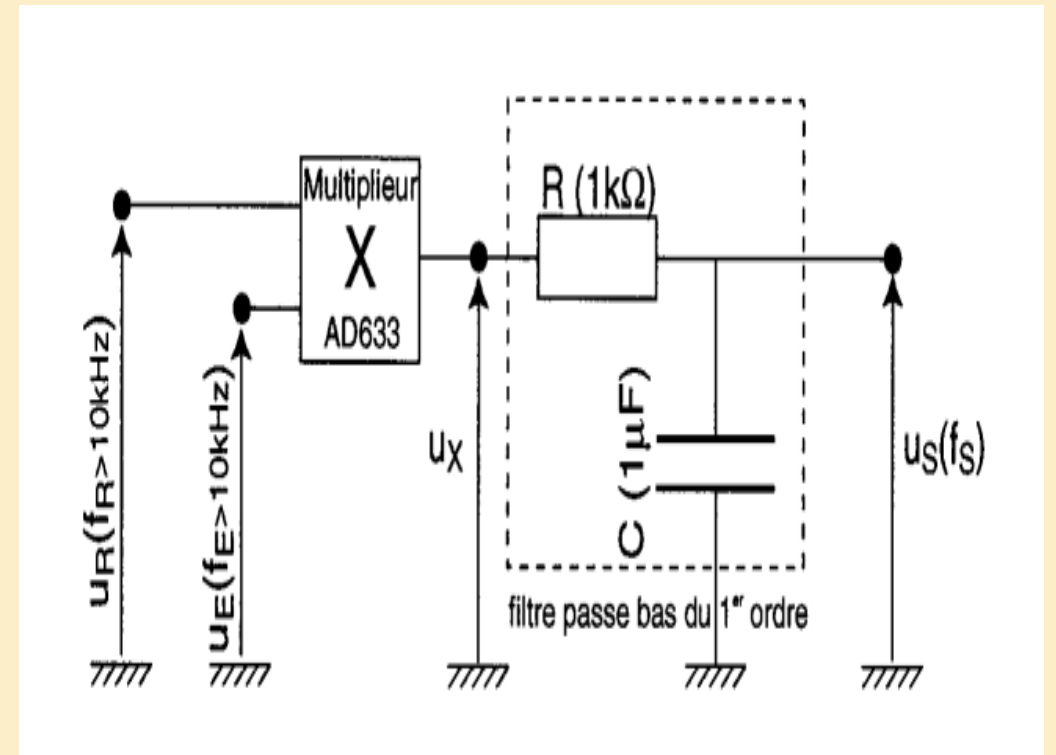 Multiplieur
X
AD633
R (1kΩ)
C (1µF)
uR(fR>10kHz)
uE(fE>10kHz)
uX
uS(fS)
filtre passe bas du 1er ordre